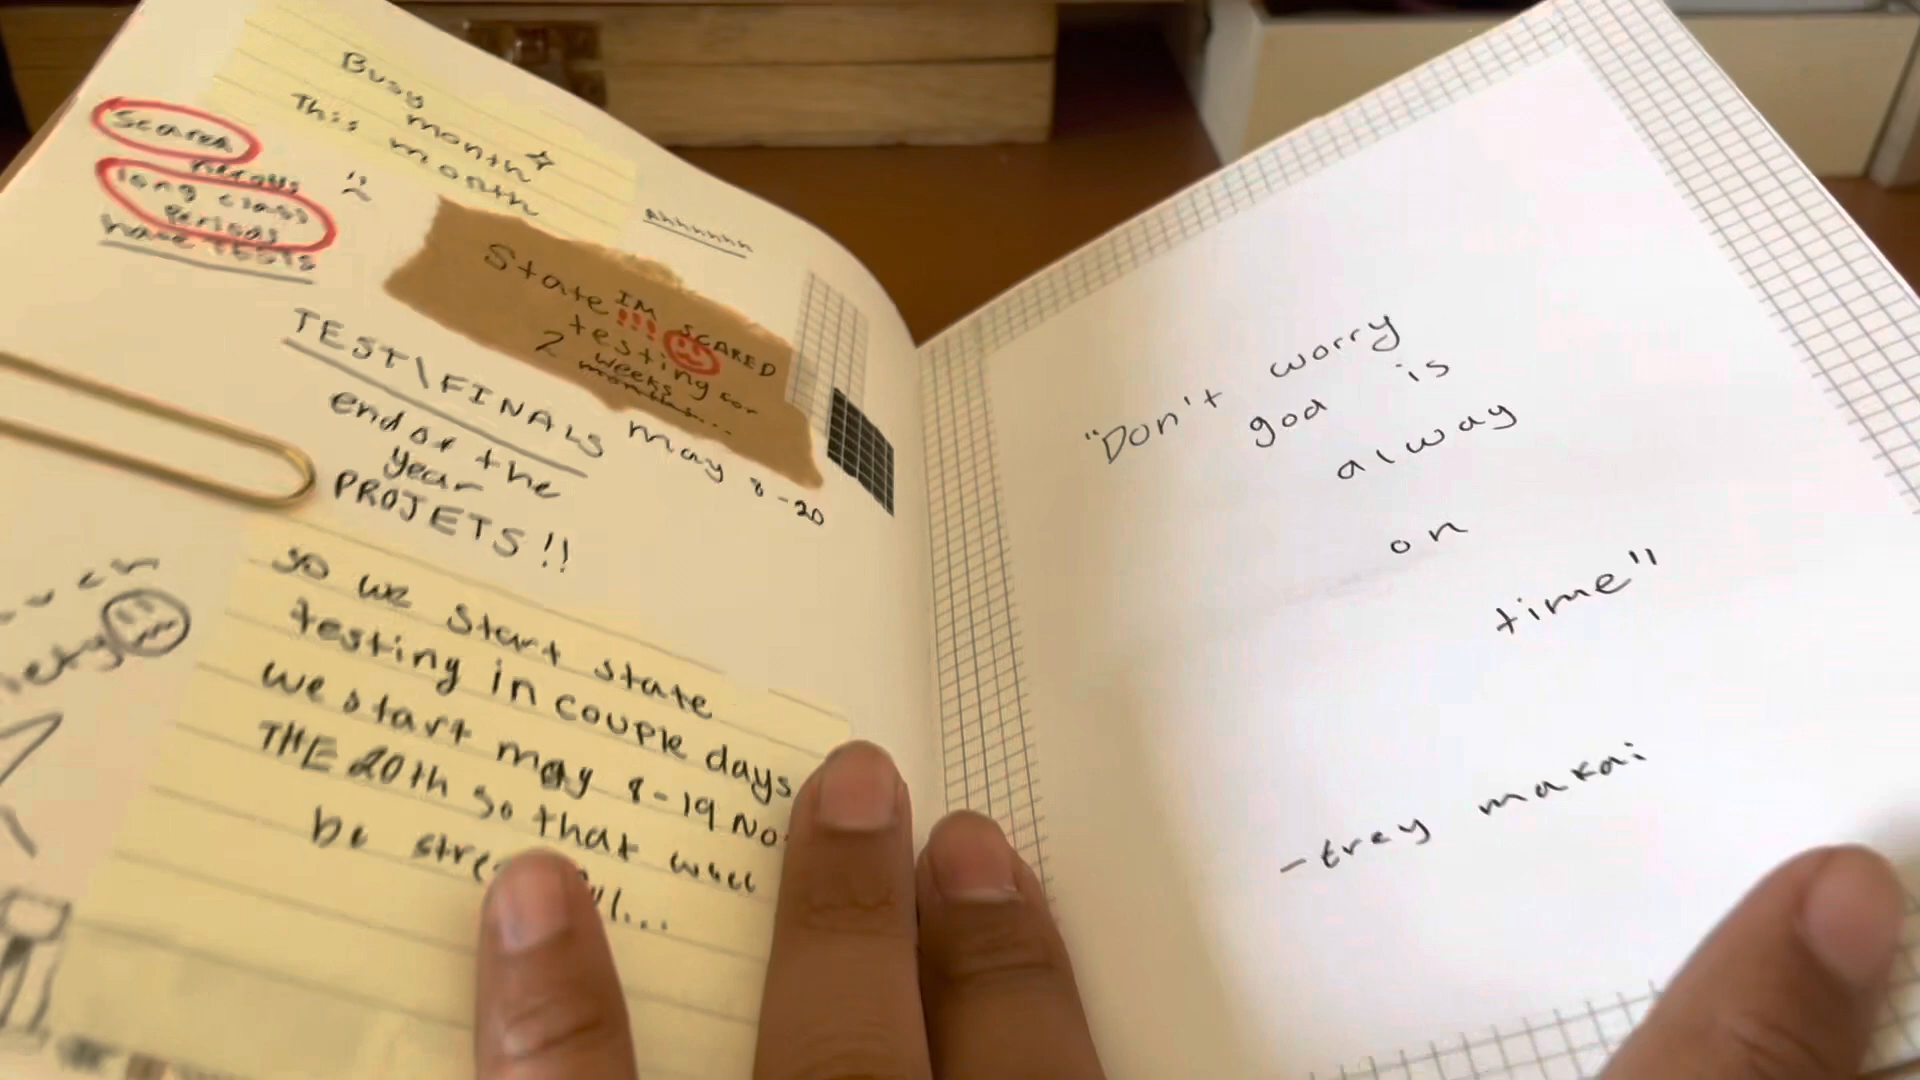 Busy
month
This month
scared
nerous
long class
periods
have tests
Ahhhhhh
State
IM SCARED
!!!
testing for
2 weeks
TEST\FINALS
May 8-20
end of the
year
PROJETS!!
so we start state
testing in couple days
we start may 8-19 No
THE 20th so that will
be
"Don't worry
god is
alway
on
time"
-trey makai